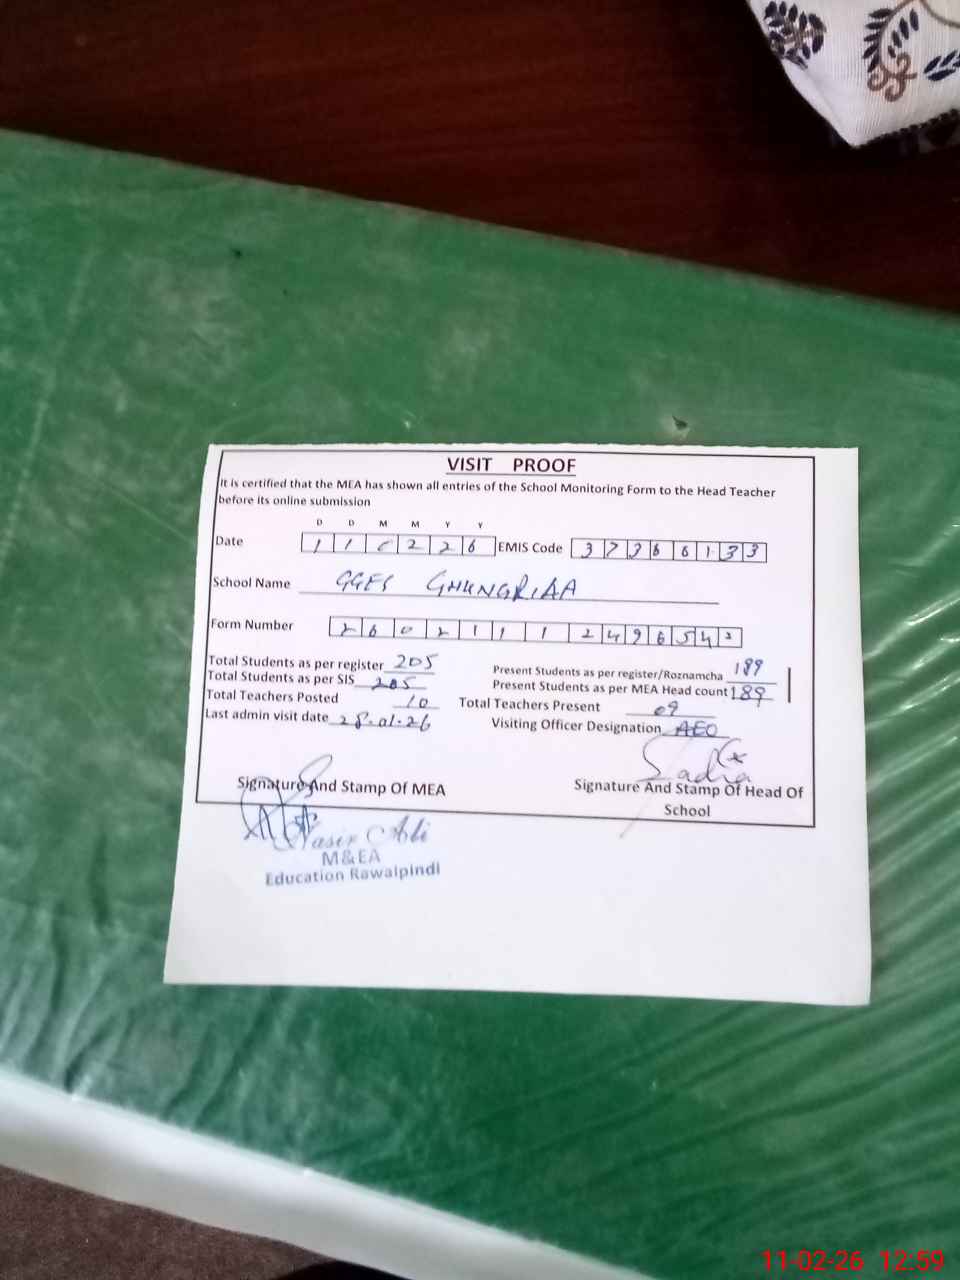 VISIT PROOF
It is certified that the MEA has shown all entries of the School Monitoring Form to the Head Teacher
before its online submission
D D M M Y Y
Date 1 1 0 2 2 6 EMIS Code 3 7 3 6 6 1 3 3
School Name GGES GHUNGRIAA
Form Number 2 6 0 2 1 1 1 2 4 9 6 5 4 2
Total Students as per register 205 Present Students as per register/Roznamcha 189
Total Students as per SIS 205 Present Students as per MEA Head count 189
Total Teachers Posted 10 Total Teachers Present 09
Last admin visit date 28.01.26 Visiting Officer Designation AEO
Sadia
Signature And Stamp Of MEA Signature And Stamp Of Head Of
School
Nasir Ali
M&EA
Education Rawalpindi
11-02-26 12:59